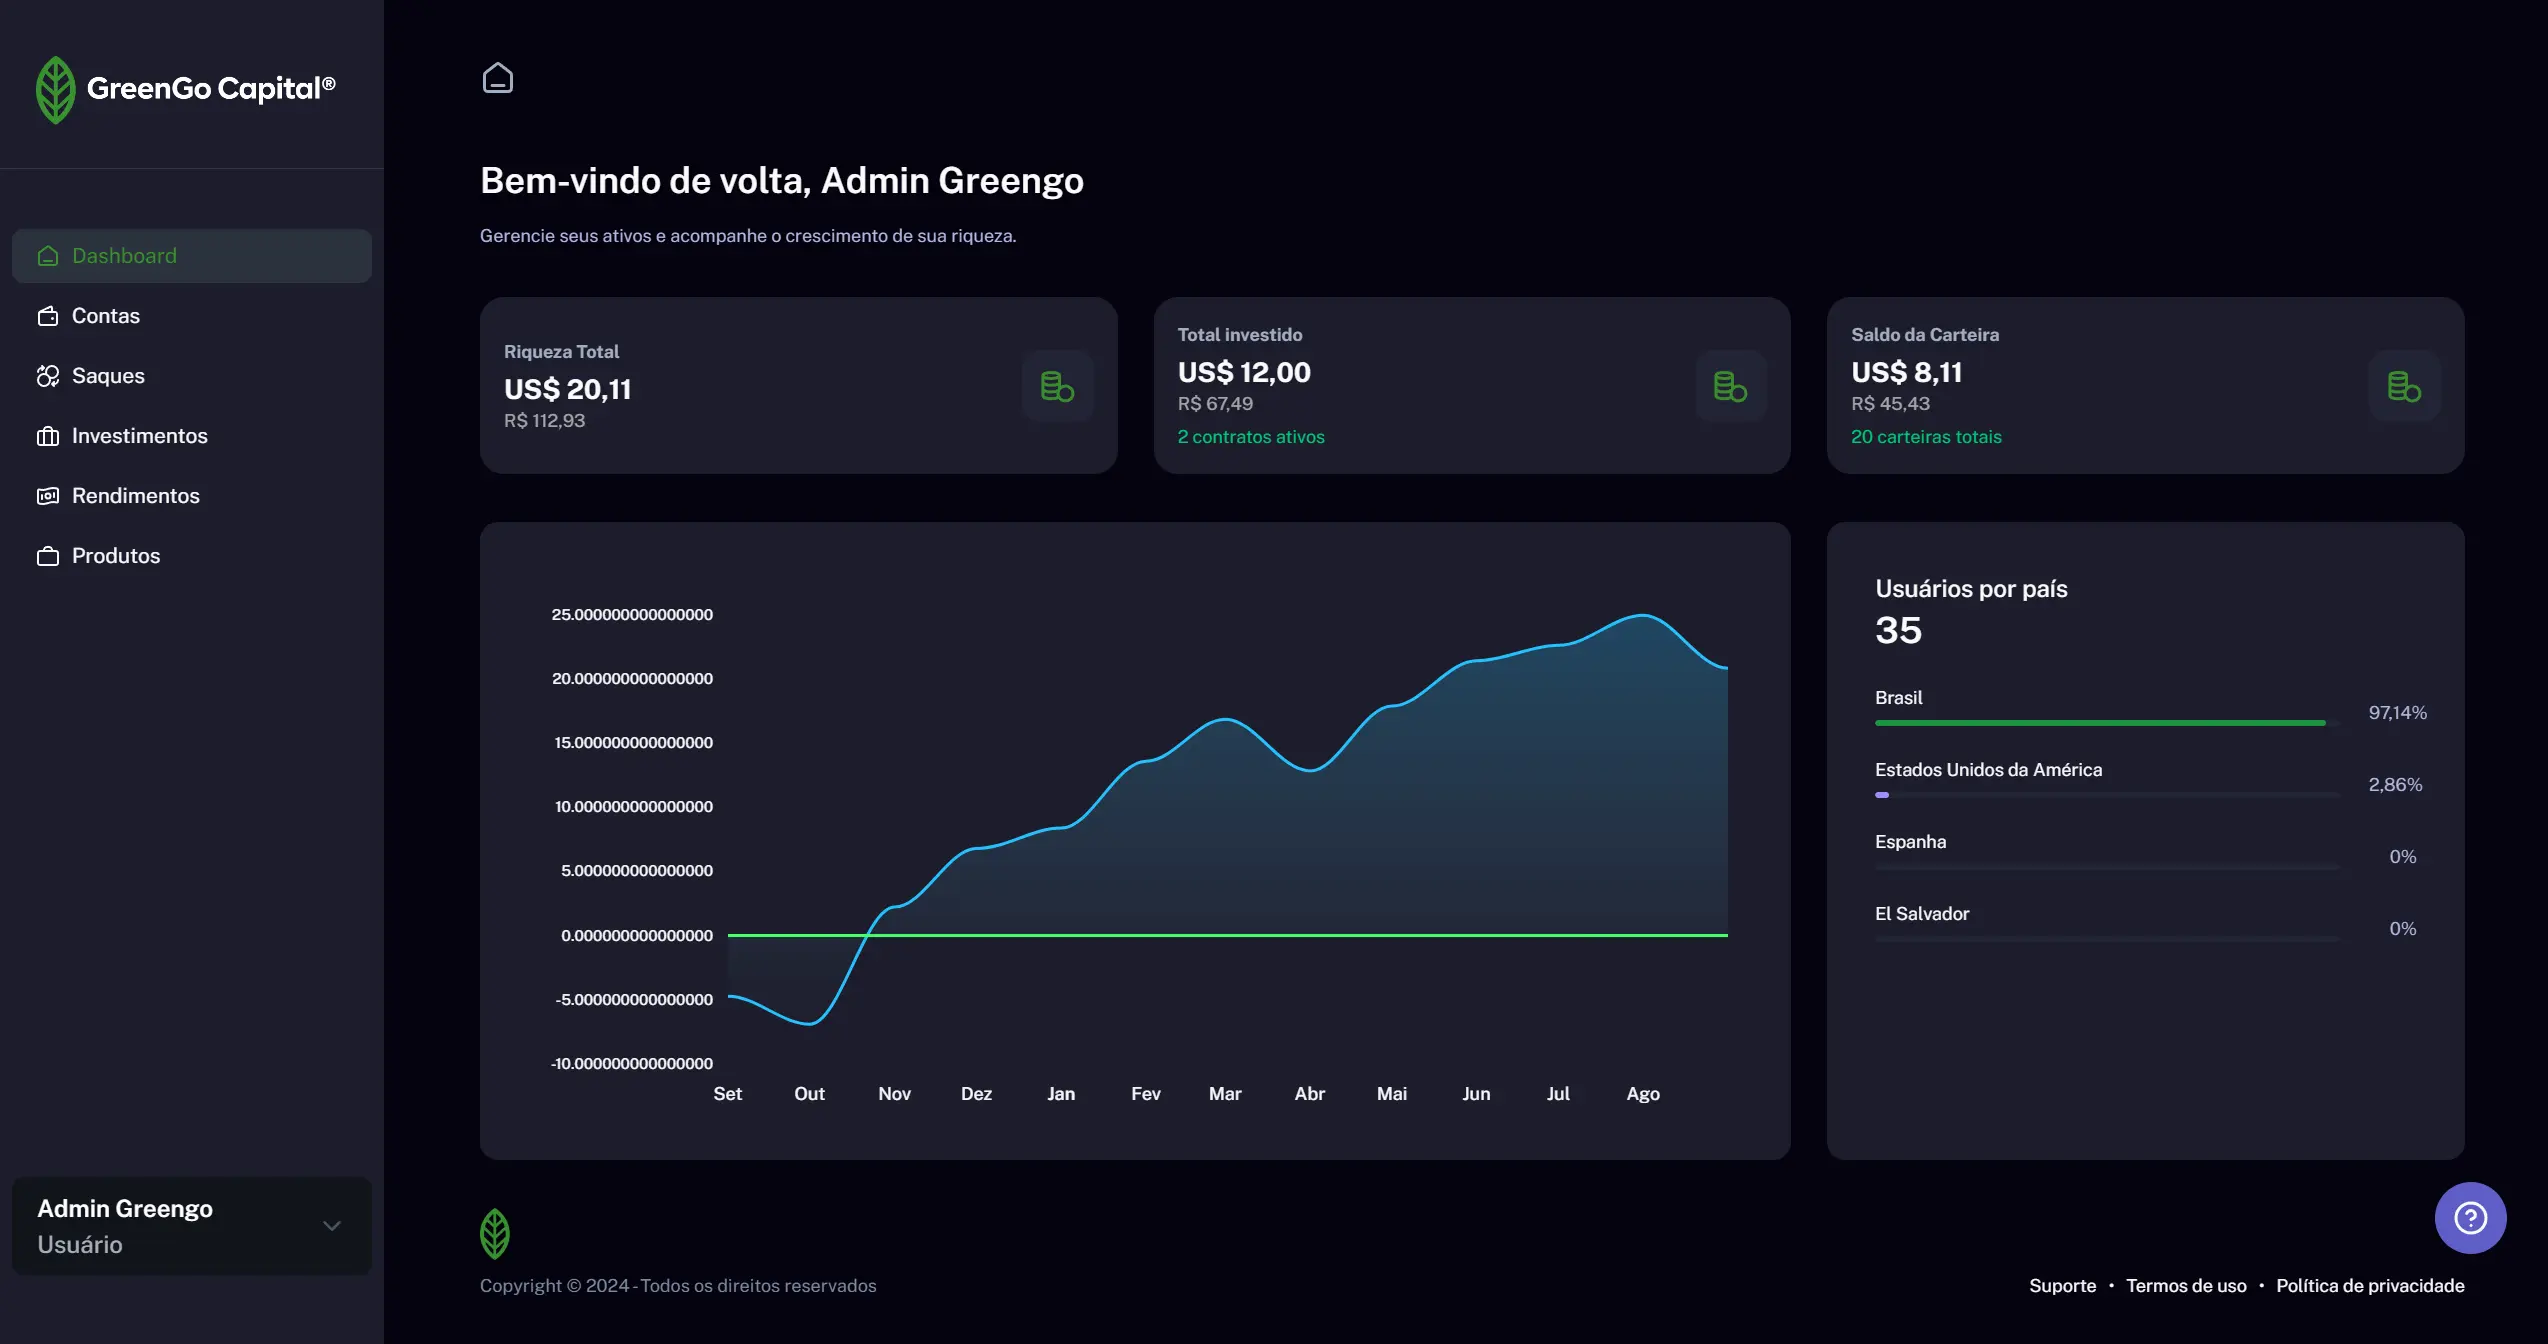 GreenGo Capital®
Dashboard
Contas
Saques
Investimentos
Rendimentos
Produtos
Admin Greengo
Usuário
Bem-vindo de volta, Admin Greengo
Gerencie seus ativos e acompanhe o crescimento de sua riqueza.
Riqueza Total
US$ 20,11
R$ 112,93
Total investido
US$ 12,00
R$ 67,49
2 contratos ativos
Saldo da Carteira
US$ 8,11
R$ 45,43
20 carteiras totais
25.000000000000000
20.000000000000000
15.000000000000000
10.000000000000000
5.000000000000000
0.000000000000000
-5.000000000000000
-10.000000000000000
Set Out Nov Dez Jan Fev Mar Abr Mai Jun Jul Ago
Usuários por país
35
Brasil
97,14%
Estados Unidos da América
2,86%
Espanha
0%
El Salvador
0%
Copyright © 2024 - Todos os direitos reservados
Suporte • Termos de uso • Política de privacidade